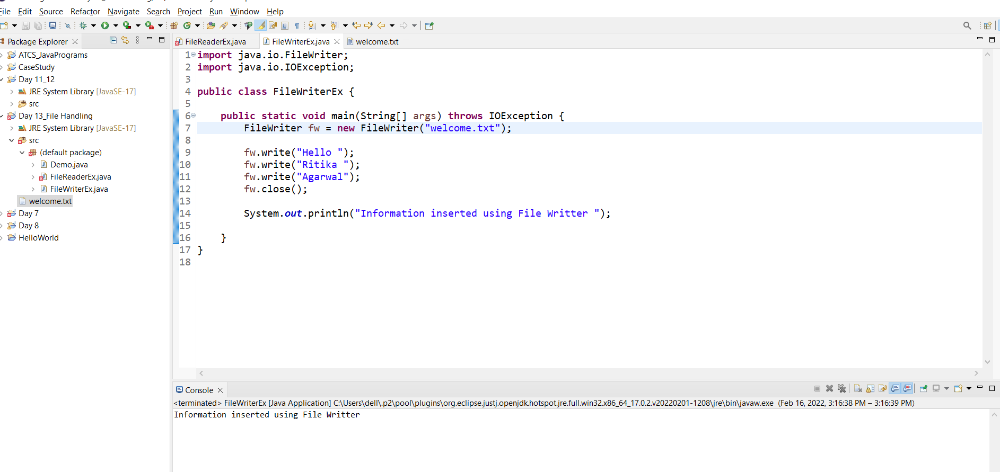 File Edit Source Refactor Navigate Search Project Run Window Help
Package Explorer
ATCS_JavaPrograms
CaseStudy
Day 11_12
JRE System Library [JavaSE-17]
src
Day 13_File Handling
JRE System Library [JavaSE-17]
src
(default package)
Demo.java
FileReaderEx.java
FileWriterEx.java
welcome.txt
Day 7
Day 8
HelloWorld
FileReaderEx.java FileWriterEx.java welcome.txt
1 import java.io.FileWriter;
2 import java.io.IOException;
3
4 public class FileWriterEx {
5
6 public static void main(String[] args) throws IOException {
7 FileWriter fw = new FileWriter("welcome.txt");
8
9 fw.write("Hello ");
10 fw.write("Ritika ");
11 fw.write("Agarwal");
12 fw.close();
13
14 System.out.println("Information inserted using File Writter ");
15
16 }
17 }
18
Console
<terminated> FileWriterEx [Java Application] C:\Users\dell\.p2\pool\plugins\org.eclipse.justj.openjdk.hotspot.jre.full.win32.x86_64_17.0.2.v20220201-1208\jre\bin\javaw.exe (Feb 16, 2022, 3:16:38 PM – 3:16:39 PM)
Information inserted using File Writter